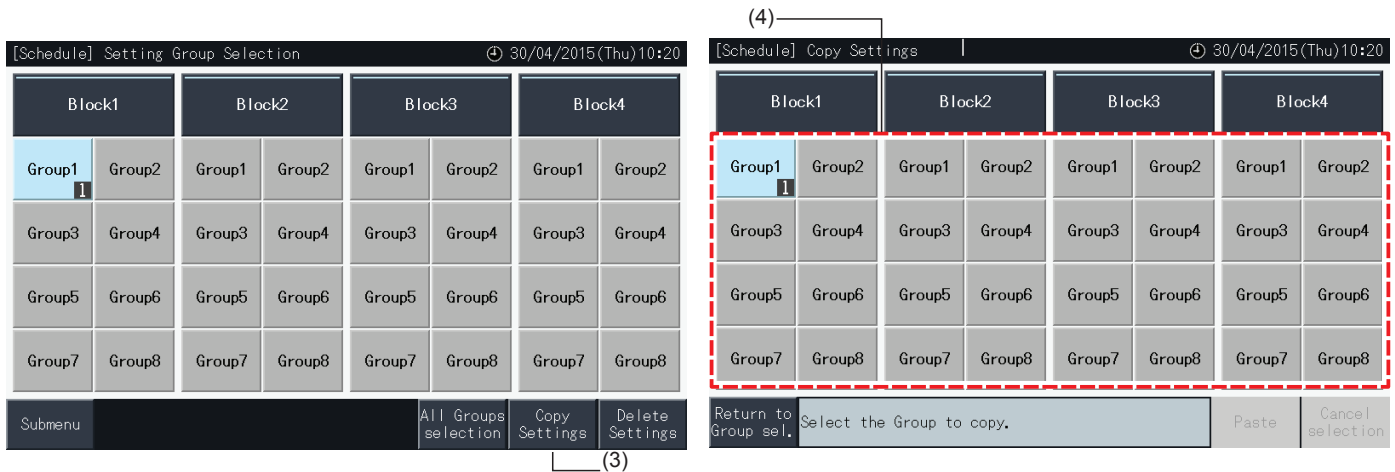 (4)
[Schedule] Setting Group Selection 30/04/2015(Thu)10:20
Block1 Block2 Block3 Block4
Group1 Group2 Group1 Group2 Group1 Group2 Group1 Group2
1
Group3 Group4 Group3 Group4 Group3 Group4 Group3 Group4
Group5 Group6 Group5 Group6 Group5 Group6 Group5 Group6
Group7 Group8 Group7 Group8 Group7 Group8 Group7 Group8
Submenu
All Groups
selection
Copy
Settings
Delete
Settings
(3)
[Schedule] Copy Settings 30/04/2015(Thu)10:20
Block1 Block2 Block3 Block4
Group1 Group2 Group1 Group2 Group1 Group2 Group1 Group2
1
Group3 Group4 Group3 Group4 Group3 Group4 Group3 Group4
Group5 Group6 Group5 Group6 Group5 Group6 Group5 Group6
Group7 Group8 Group7 Group8 Group7 Group8 Group7 Group8
Return to
Group sel.
Select the Group to copy.
Paste
Cancel
selection